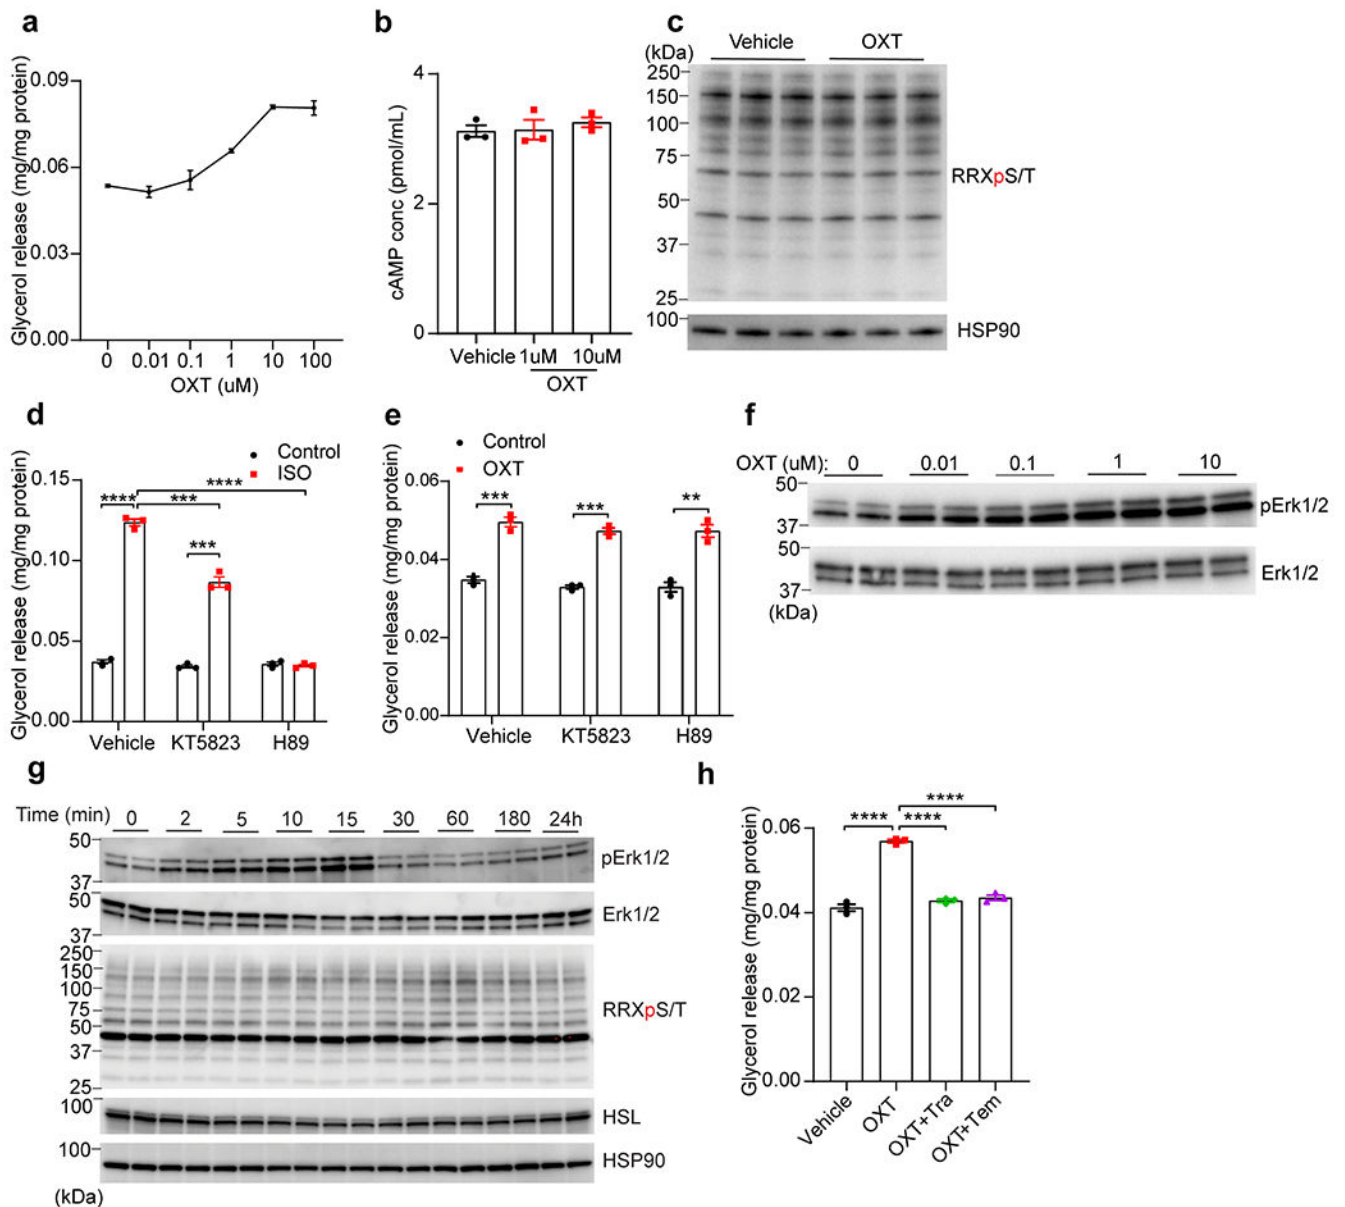 a
Glycerol release (mg/mg protein)
0.09
0.06
0.03
0.00
0 0.01 0.1 1 10 100
OXT (uM)
b
cAMP conc (pmol/mL)
4
2
0
Vehicle 1uM 10uM
OXT
c
(kDa)
Vehicle OXT
250
150
100
75
50
37
25
RRXpS/T
100
HSP90
d
Glycerol release (mg/mg protein)
Control
ISO
0.15
0.10
0.05
0.00
**** *** ****
***
Vehicle KT5823 H89
e
Glycerol release (mg/mg protein)
Control
OXT
0.06
0.04
0.02
0.00
*** *** **
Vehicle KT5823 H89
f
OXT (uM): 0 0.01 0.1 1 10
50
37
pErk1/2
50
37
Erk1/2
(kDa)
g
Time (min) 0 2 5 10 15 30 60 180 24h
50
37
pErk1/2
50
37
Erk1/2
250
150
100
75
50
37
25
RRXpS/T
100
HSL
100
HSP90
(kDa)
h
Glycerol release (mg/mg protein)
0.06
0.04
0.02
0.00
****
**** ****
Vehicle
OXT
OXT+Tra
OXT+Tem